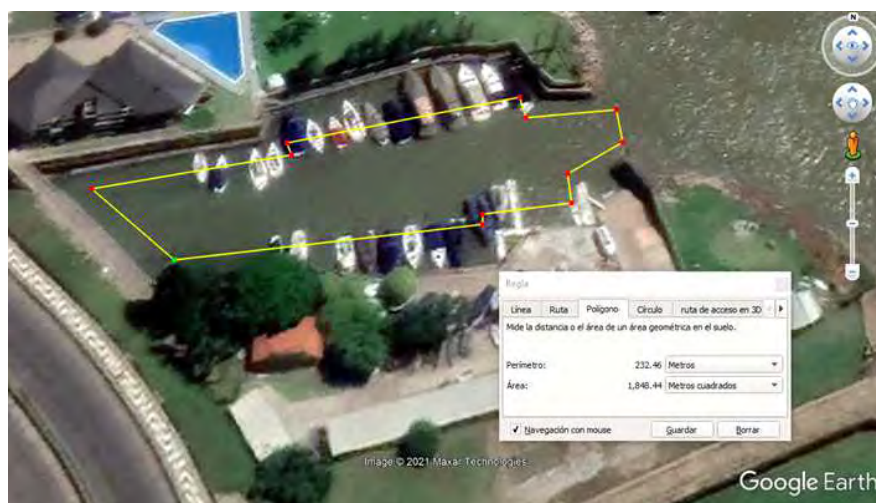 N
Regla
Línea Ruta Polígono Círculo ruta de acceso en 3D
Mide la distancia o el área de un área geométrica en el suelo.
Perímetro: 232.46 Metros
Área: 1,848.44 Metros cuadrados
Navegación con mouse Guardar Borrar
Image © 2021 Maxar Technologies
Google Earth